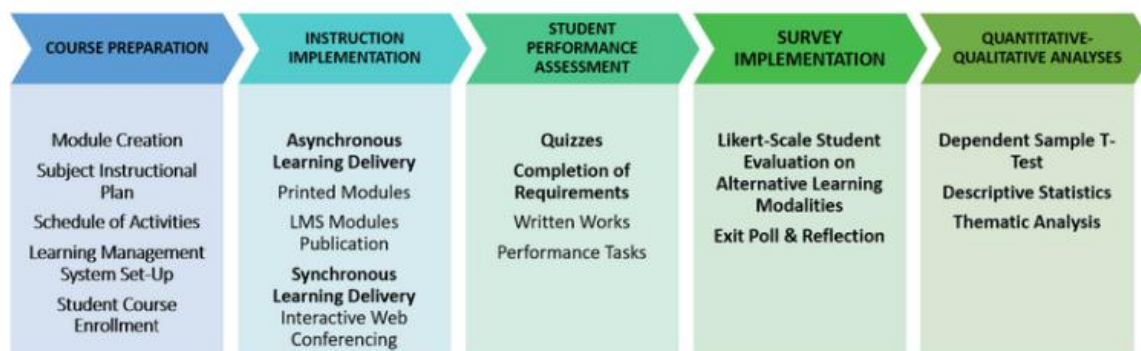 COURSE PREPARATION
Module Creation
Subject Instructional
Plan
Schedule of Activities
Learning Management
System Set-Up
Student Course
Enrollment
INSTRUCTION
IMPLEMENTATION
Asynchronous
Learning Delivery
Printed Modules
LMS Modules
Publication
Synchronous
Learning Delivery
Interactive Web
Conferencing
STUDENT
PERFORMANCE
ASSESSMENT
Quizzes
Completion of
Requirements
Written Works
Performance Tasks
SURVEY
IMPLEMENTATION
Likert-Scale Student
Evaluation on
Alternative Learning
Modalities
Exit Poll & Reflection
QUANTITATIVE-
QUALITATIVE ANALYSES
Dependent Sample T-
Test
Descriptive Statistics
Thematic Analysis